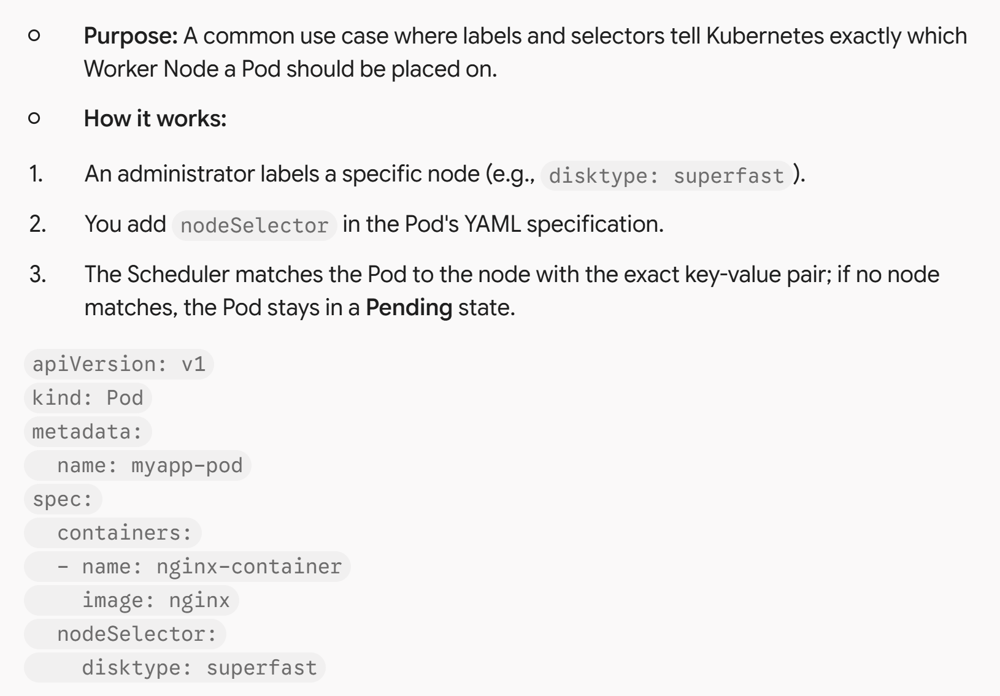 ○ Purpose: A common use case where labels and selectors tell Kubernetes exactly which
Worker Node a Pod should be placed on.
○ How it works:
1. An administrator labels a specific node (e.g., disktype: superfast).
2. You add nodeSelector in the Pod's YAML specification.
3. The Scheduler matches the Pod to the node with the exact key-value pair; if no node
matches, the Pod stays in a Pending state.
apiVersion: v1
kind: Pod
metadata:
  name: myapp-pod
spec:
  containers:
  - name: nginx-container
    image: nginx
  nodeSelector:
    disktype: superfast